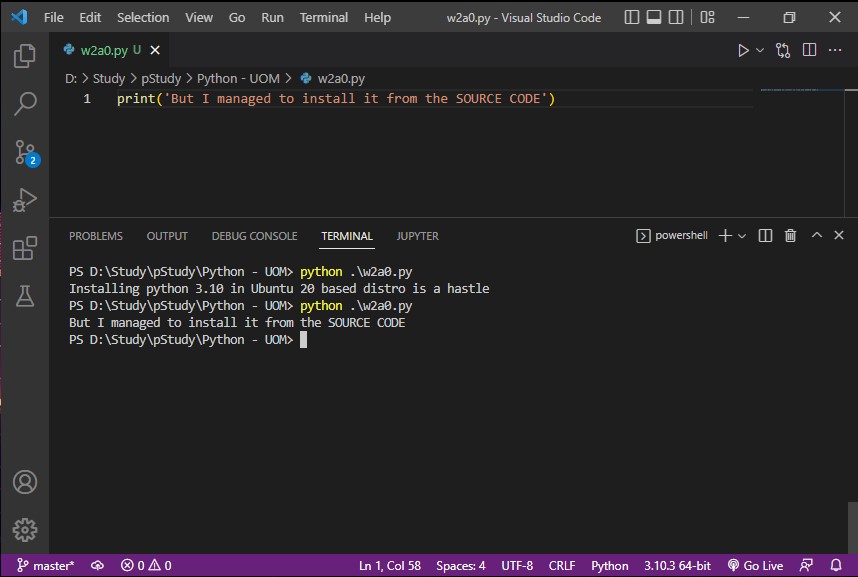 File Edit Selection View Go Run Terminal Help w2a0.py - Visual Studio Code
w2a0.py U
D: > Study > pStudy > Python - UOM > w2a0.py
1 print('But I managed to install it from the SOURCE CODE')
2
PROBLEMS OUTPUT DEBUG CONSOLE TERMINAL JUPYTER powershell
PS D:\Study\pStudy\Python - UOM> python .\w2a0.py
Installing python 3.10 in Ubuntu 20 based distro is a hastle
PS D:\Study\pStudy\Python - UOM> python .\w2a0.py
But I managed to install it from the SOURCE CODE
PS D:\Study\pStudy\Python - UOM>
master* 0 0 Ln 1, Col 58 Spaces: 4 UTF-8 CRLF Python 3.10.3 64-bit Go Live